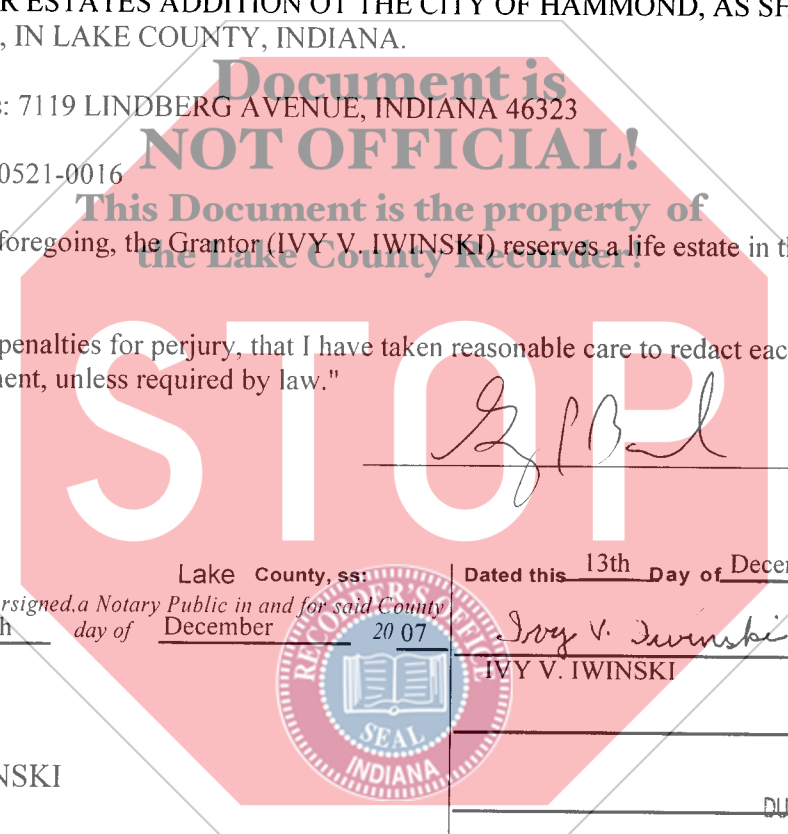 R ESTATES ADDITION OT THE CITY OF HAMMOND, AS SH
, IN LAKE COUNTY, INDIANA.
Document is
: 7119 LINDBERG AVENUE, INDIANA 46323
NOT OFFICIAL!
0521-0016
This Document is the property of
foregoing, the Grantor (IVY V. IWINSKI) reserves a life estate in th
the Lake County Recorder!
penalties for perjury, that I have taken reasonable care to redact eac
ent, unless required by law."
STOP
Lake County, ss:
Dated this 13th Day of Decem
rsigned, a Notary Public in and for said County
h day of December 20 07
Ivy V. Iwinski
IVY V. IWINSKI
RECORDER'S OFFICE
SEAL
INDIANA
NSKI
DU